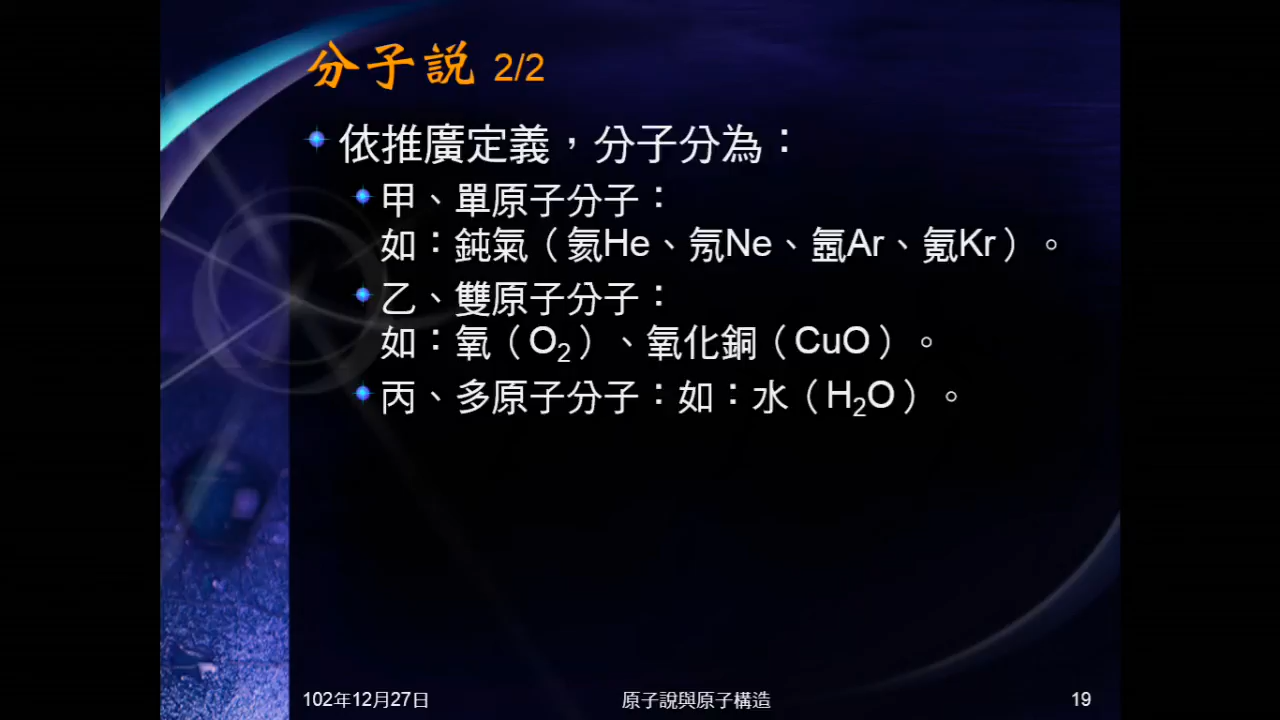 分子說 2/2
依推廣定義，分子分為：
甲、單原子分子：
如：鈍氣（氦He、氖Ne、氬Ar、氪Kr）。
乙、雙原子分子：
如：氧（O₂）、氧化銅（CuO）。
丙、多原子分子：如：水（H₂O）。
102年12月27日
原子說與原子構造
19